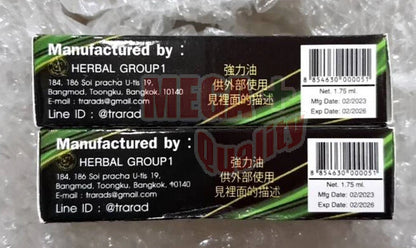 Manufactured by :
HERBAL GROUP1
184, 186 Soi pracha U-tis 19,
Bangmod, Toongku, Bangkok. 10140
E-mail : trarads@gmail.com
Line ID : @trarad
強力油
供外部使用
見裡面的描述
8 854630 000051
Net. 1.75 ml.
Mfg Date: 02/2023
Exp Date: 02/2026
Manufactured by :
HERBAL GROUP1
184, 186 Soi pracha U-tis 19,
Bangmod, Toongku, Bangkok. 10140
E-mail : trarads@gmail.com
Line ID : @trarad
強力油
供外部使用
見裡面的描述
8 854630 000051
Net. 1.75 ml.
Mfg Date: 02/2023
Exp Date: 02/2026
Quality